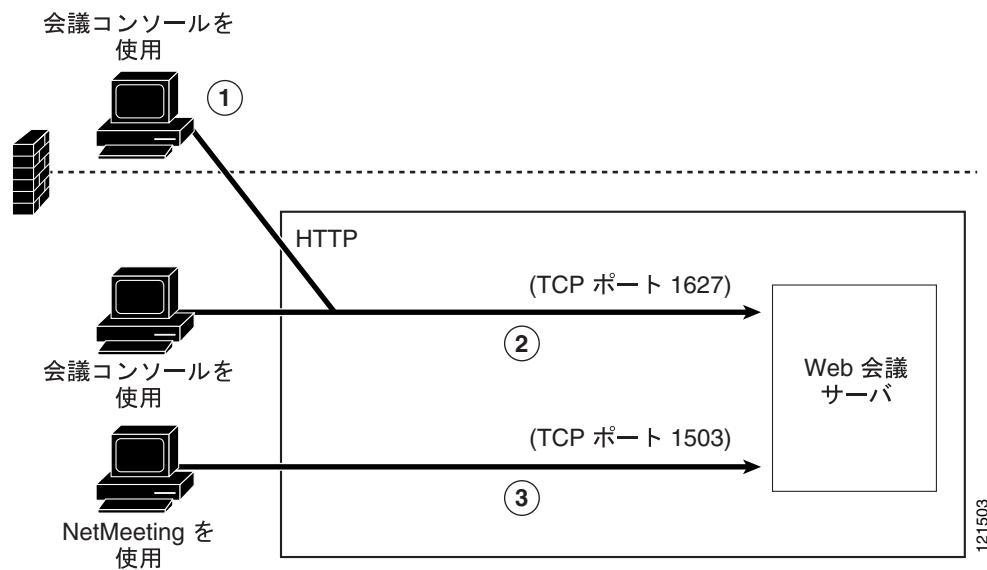 会議コンソールを
使用
1
HTTP
(TCP ポート 1627)
2
会議コンソールを
使用
Web 会議
サーバ
(TCP ポート 1503)
3
NetMeeting を
使用
121503